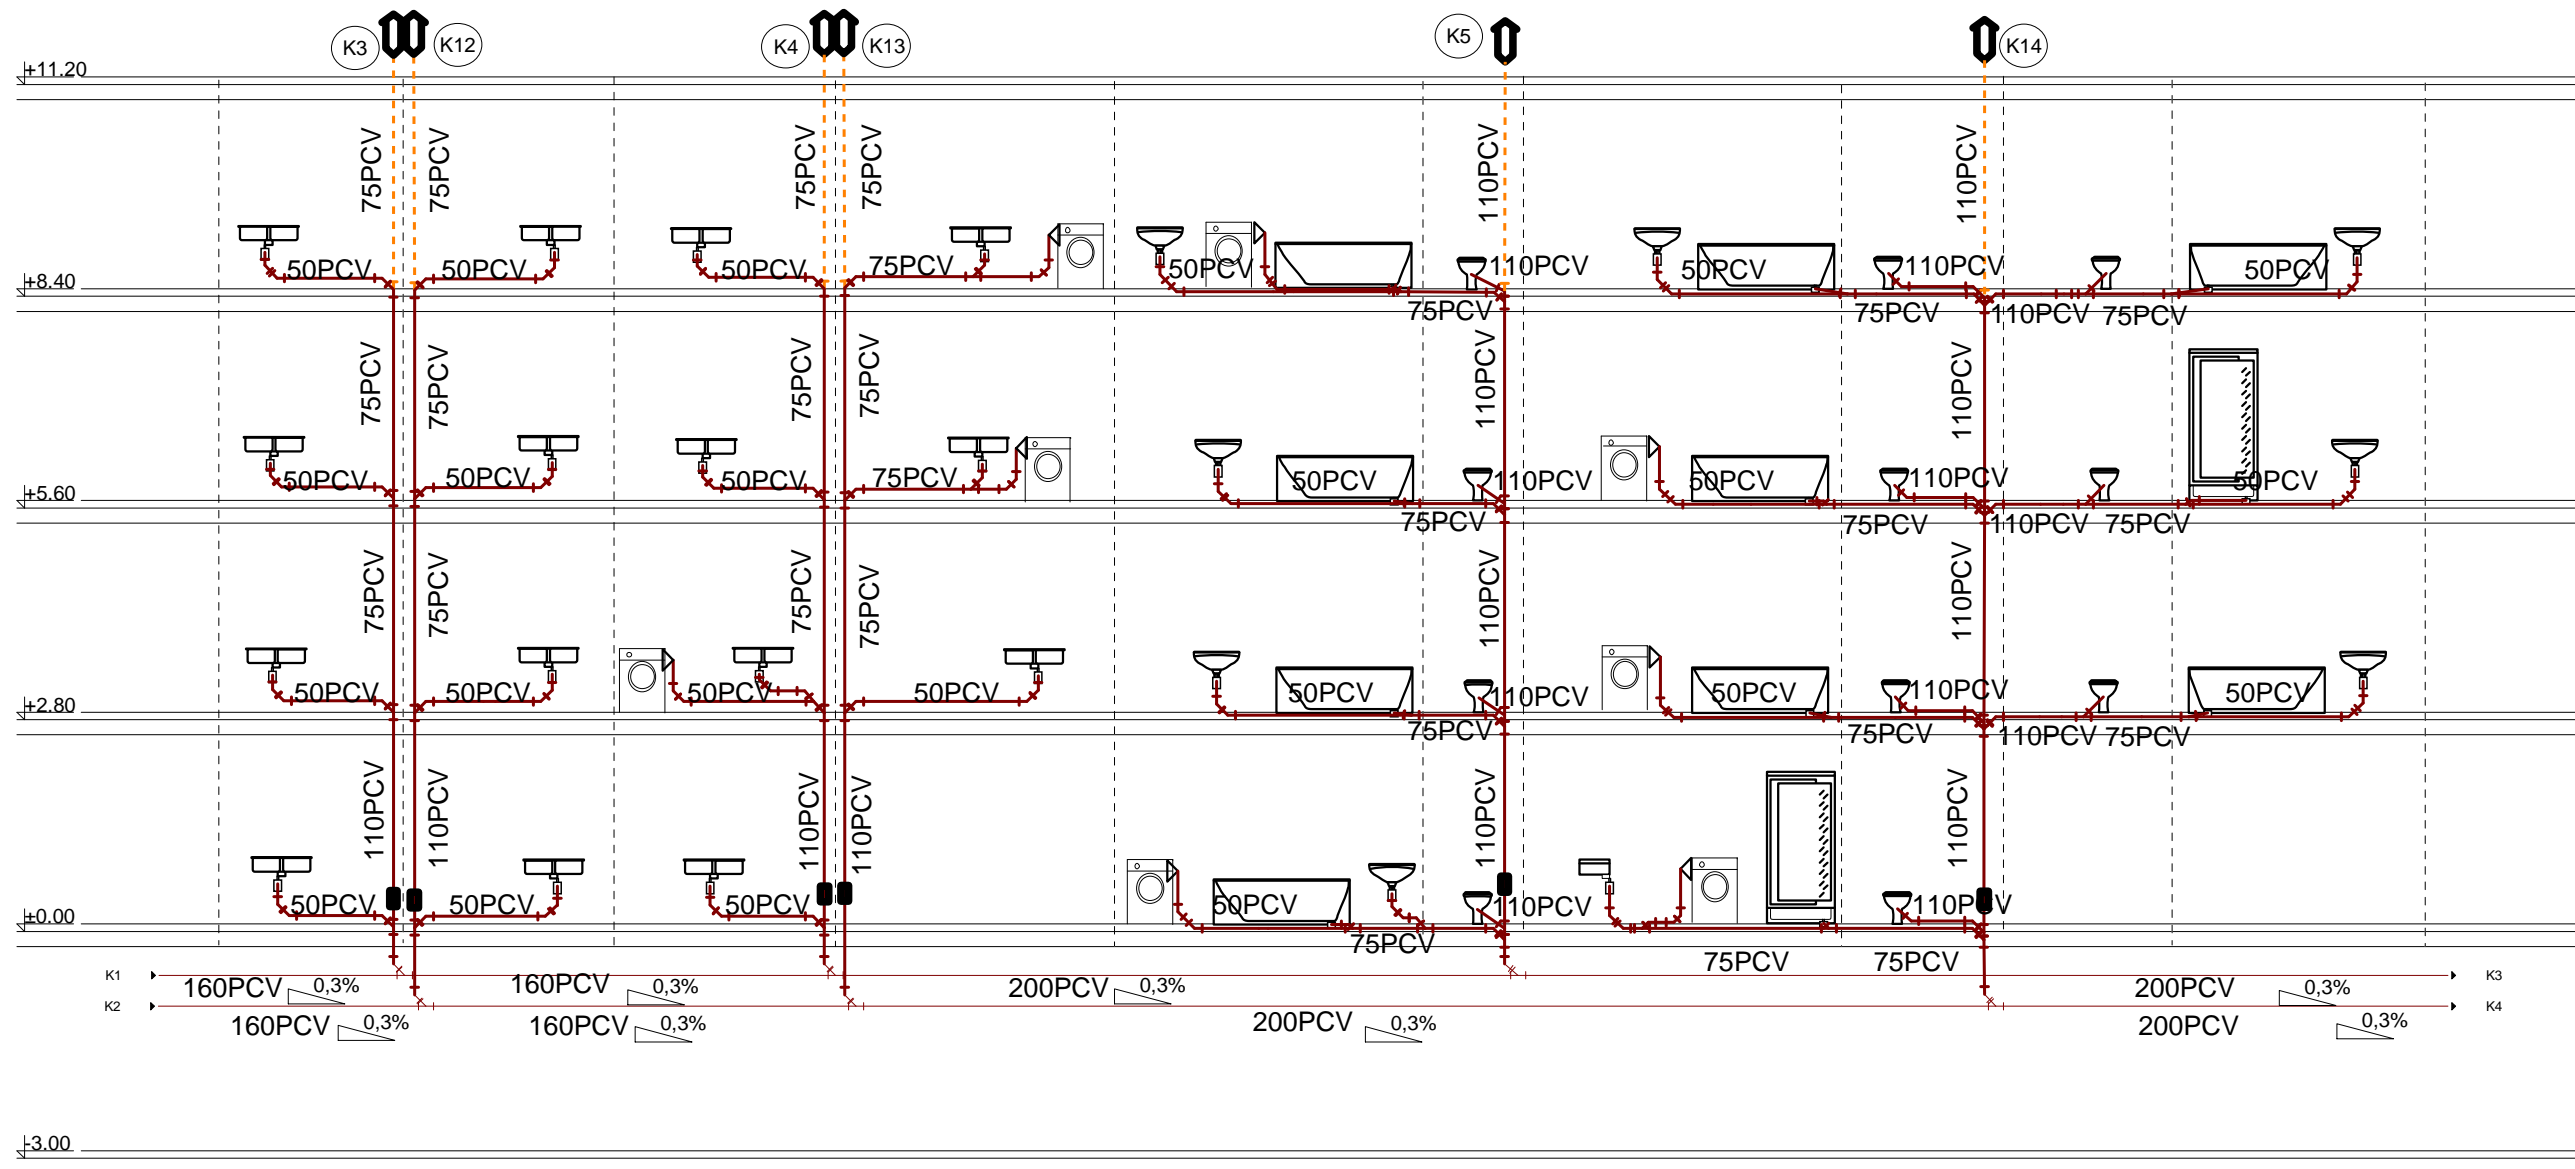 K3 K12 K4 K13 K5 K14
+11.20
75PCV 75PCV 75PCV 75PCV 110PCV 110PCV
50PCV 50PCV 50PCV 75PCV 50PCV 110PCV 50PCV 110PCV 50PCV
+8.40
75PCV 75PCV 110PCV 75PCV
75PCV 75PCV 75PCV 75PCV 110PCV 110PCV
50PCV 50PCV 50PCV 75PCV 50PCV 110PCV 50PCV 110PCV 50PCV
+5.60
75PCV 75PCV 110PCV 75PCV
75PCV 75PCV 75PCV 75PCV 110PCV 110PCV
50PCV 50PCV 50PCV 50PCV 50PCV 110PCV 50PCV 110PCV 50PCV
+2.80
75PCV 75PCV 110PCV 75PCV
110PCV 110PCV 110PCV 110PCV 110PCV 110PCV
50PCV 50PCV 50PCV 50PCV 110PCV 110PCV
±0.00
75PCV 75PCV 75PCV
K1 K3
160PCV 0,3% 160PCV 0,3% 200PCV 0,3% 200PCV 0,3%
K2 K4
160PCV 0,3% 160PCV 0,3% 200PCV 0,3% 200PCV 0,3%
-3.00